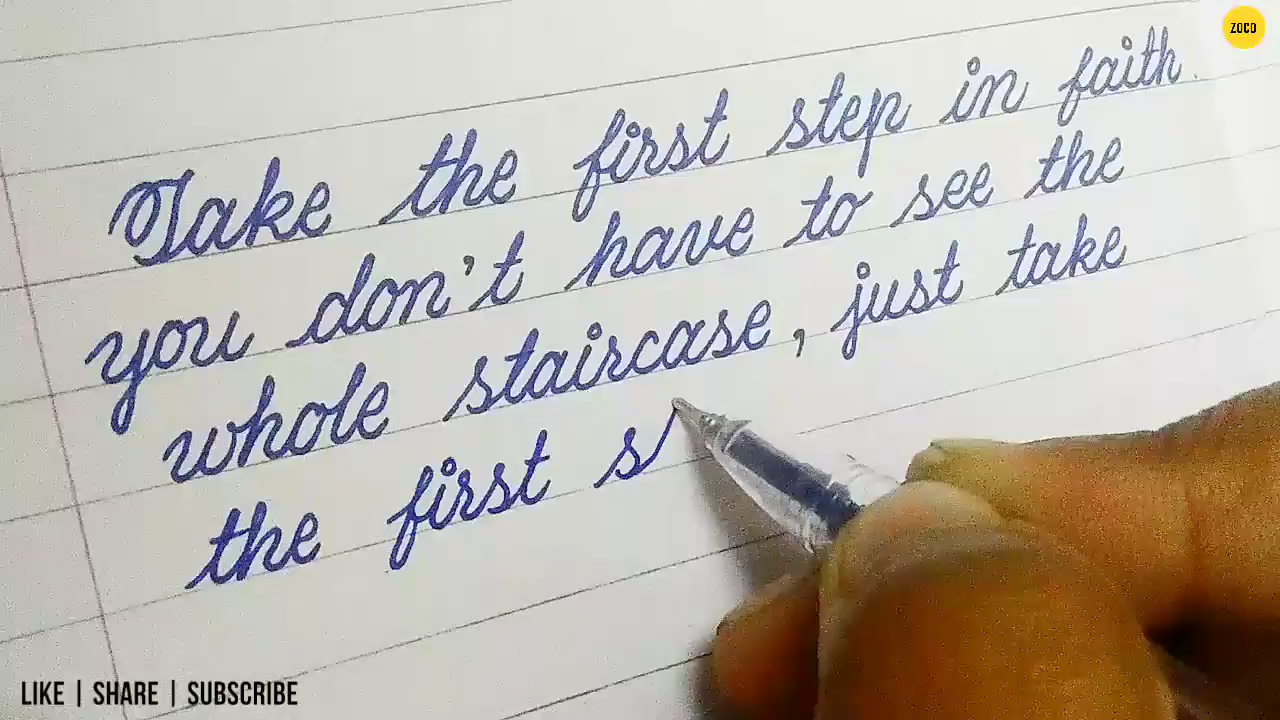 ZOCO
Take the first step in faith.
you don't have to see the
whole staircase, just take
the first s
LIKE | SHARE | SUBSCRIBE